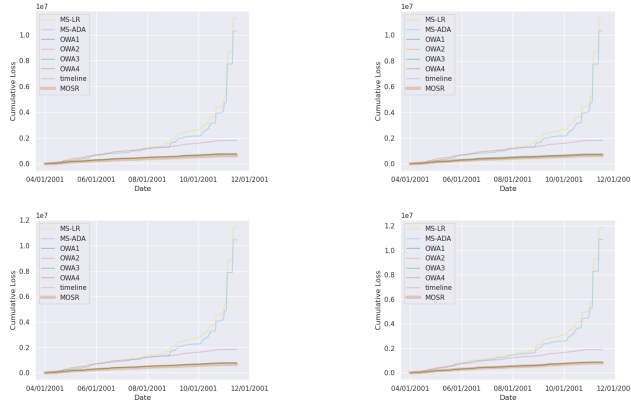 1e7
MS-LR
MS-ADA
OWA1
OWA2
OWA3
OWA4
timeline
MOSR
1.0
0.8
0.6
0.4
0.2
0.0
Cumulative Loss
04/01/2001 06/01/2001 08/01/2001 10/01/2001 12/01/2001
Date
1e7
MS-LR
MS-ADA
OWA1
OWA2
OWA3
OWA4
timeline
MOSR
1.0
0.8
0.6
0.4
0.2
0.0
Cumulative Loss
04/01/2001 06/01/2001 08/01/2001 10/01/2001 12/01/2001
Date
1e7
MS-LR
MS-ADA
OWA1
OWA2
OWA3
OWA4
timeline
MOSR
1.2
1.0
0.8
0.6
0.4
0.2
0.0
Cumulative Loss
04/01/2001 06/01/2001 08/01/2001 10/01/2001 12/01/2001
Date
1e7
MS-LR
MS-ADA
OWA1
OWA2
OWA3
OWA4
timeline
MOSR
1.2
1.0
0.8
0.6
0.4
0.2
0.0
Cumulative Loss
04/01/2001 06/01/2001 08/01/2001 10/01/2001 12/01/200
Date